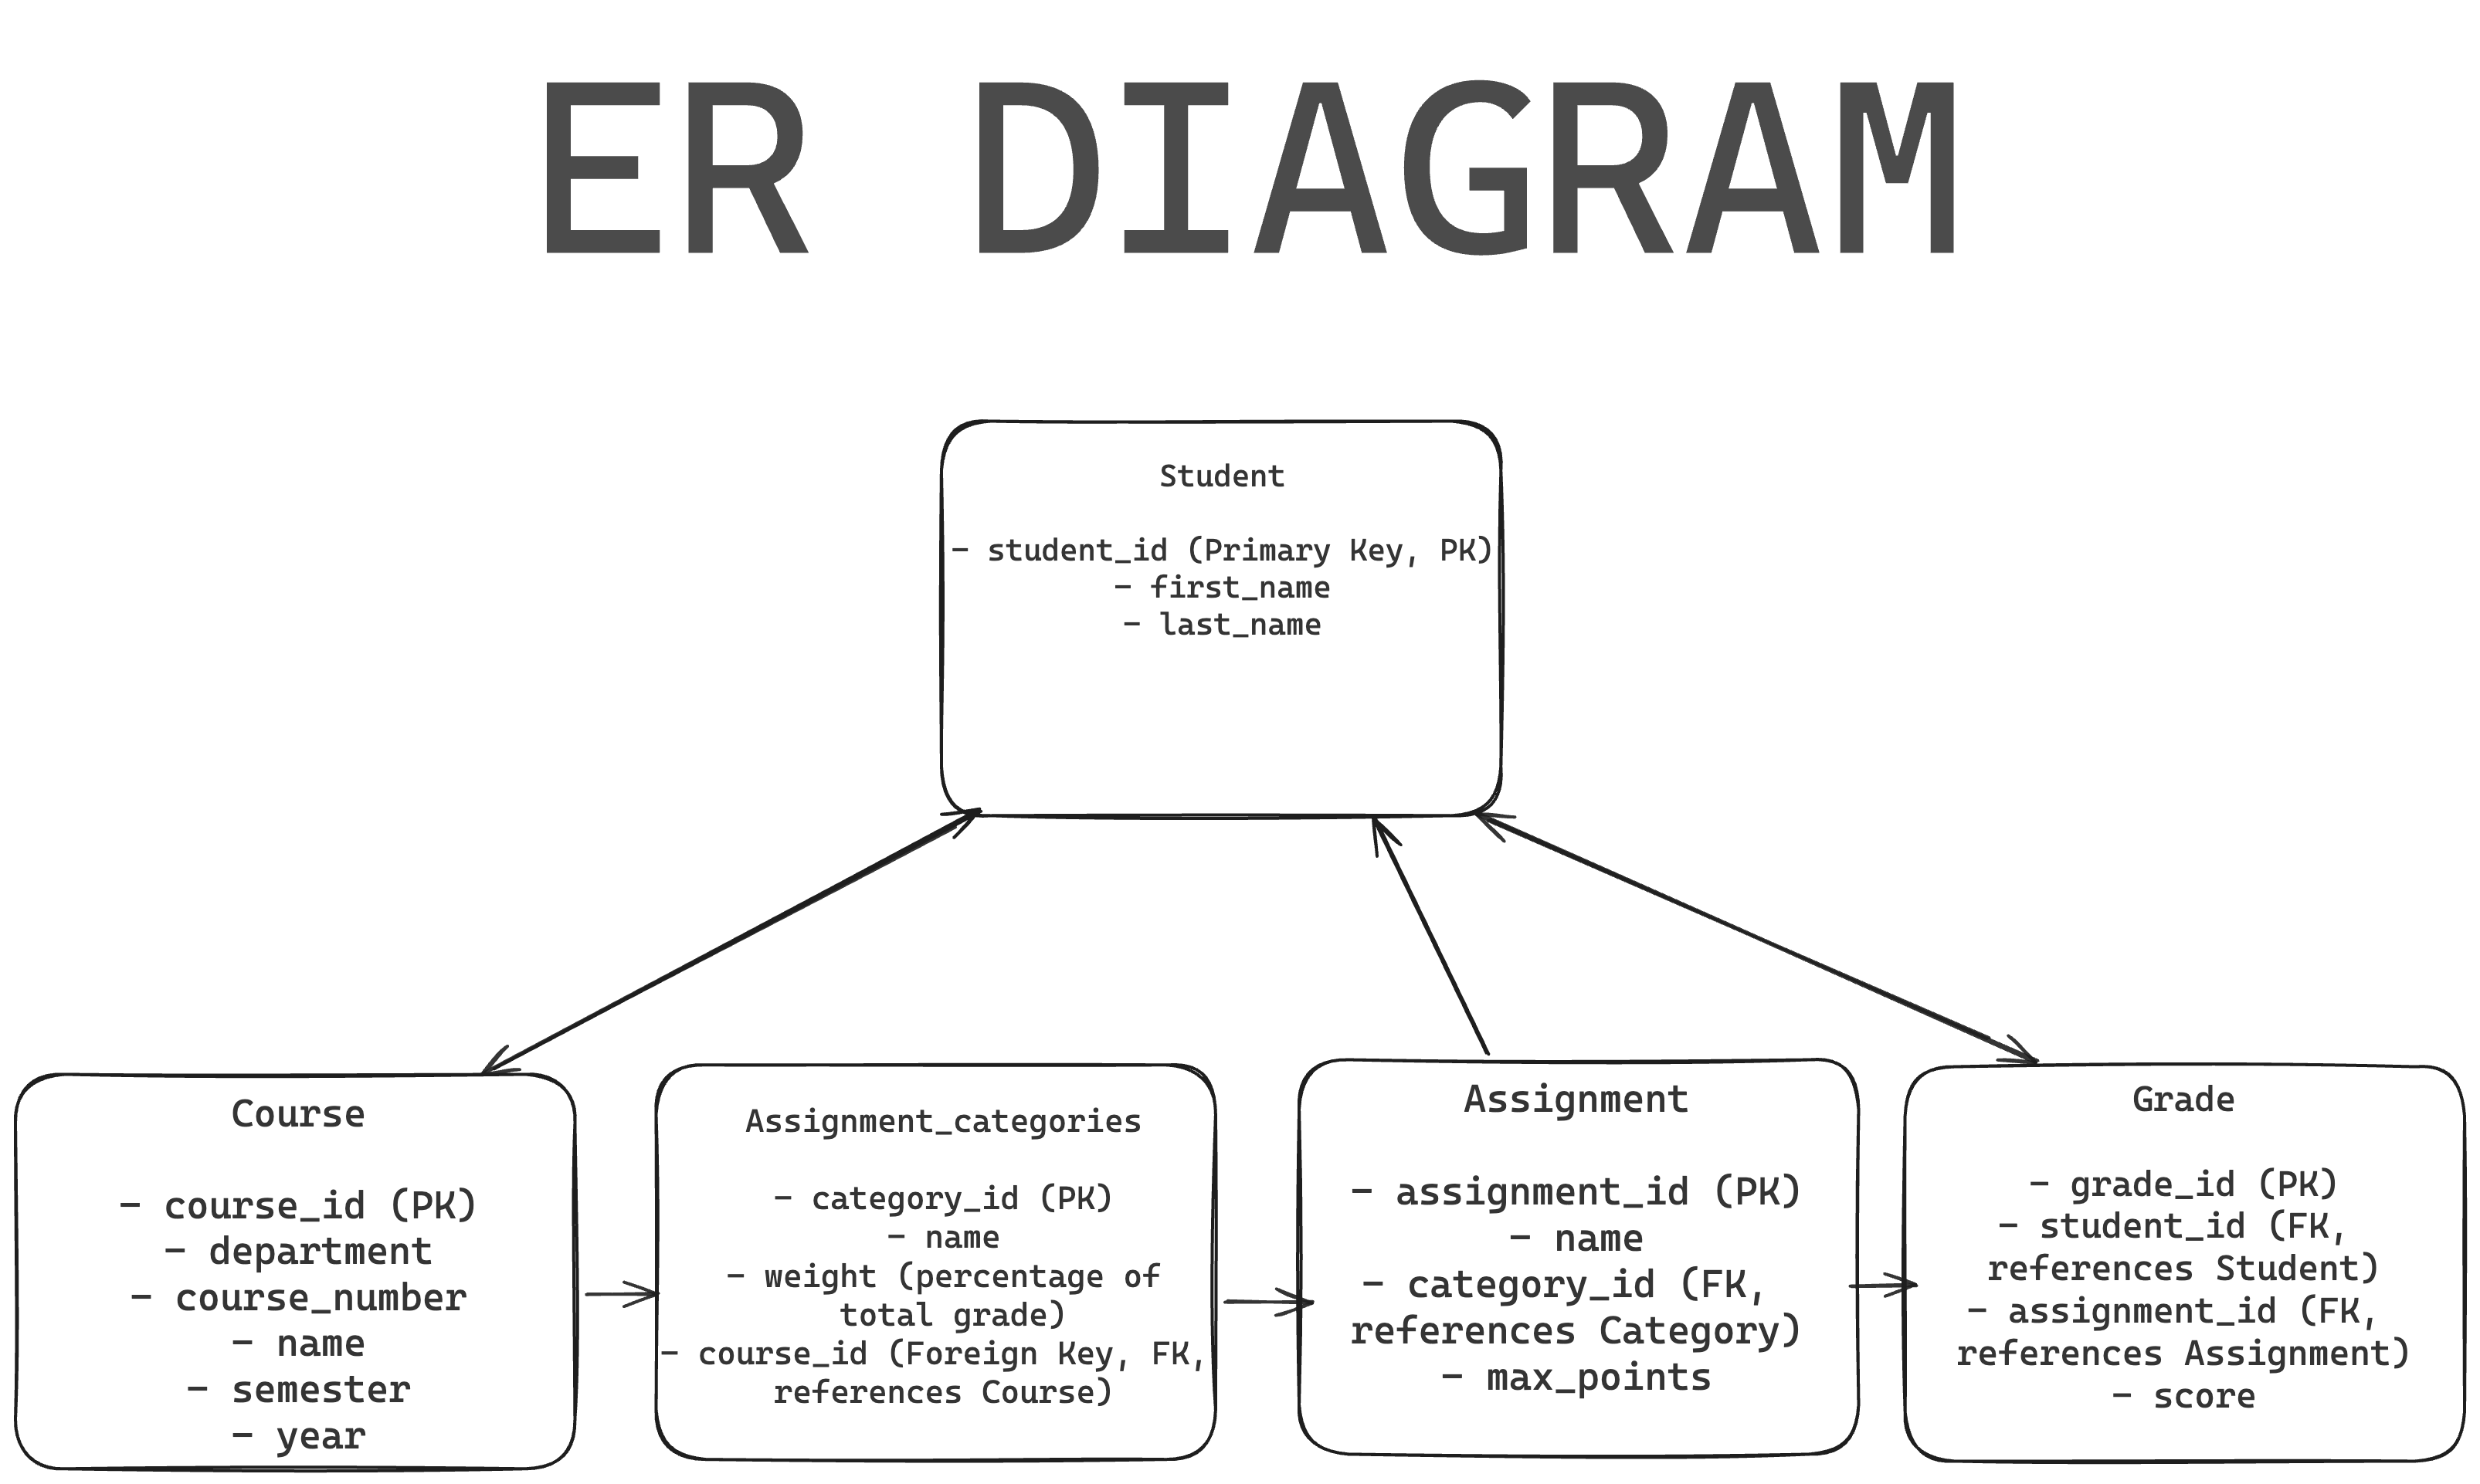 ER DIAGRAM
Student
- student_id (Primary Key, PK)
- first_name
- last_name
Course
- course_id (PK)
- department
- course_number
- name
- semester
- year
Assignment_categories
- category_id (PK)
- name
- weight (percentage of
total grade)
- course_id (Foreign Key, FK,
references Course)
Assignment
- assignment_id (PK)
- name
- category_id (FK,
references Category)
- max_points
Grade
- grade_id (PK)
- student_id (FK,
references Student)
- assignment_id (FK,
references Assignment)
- score